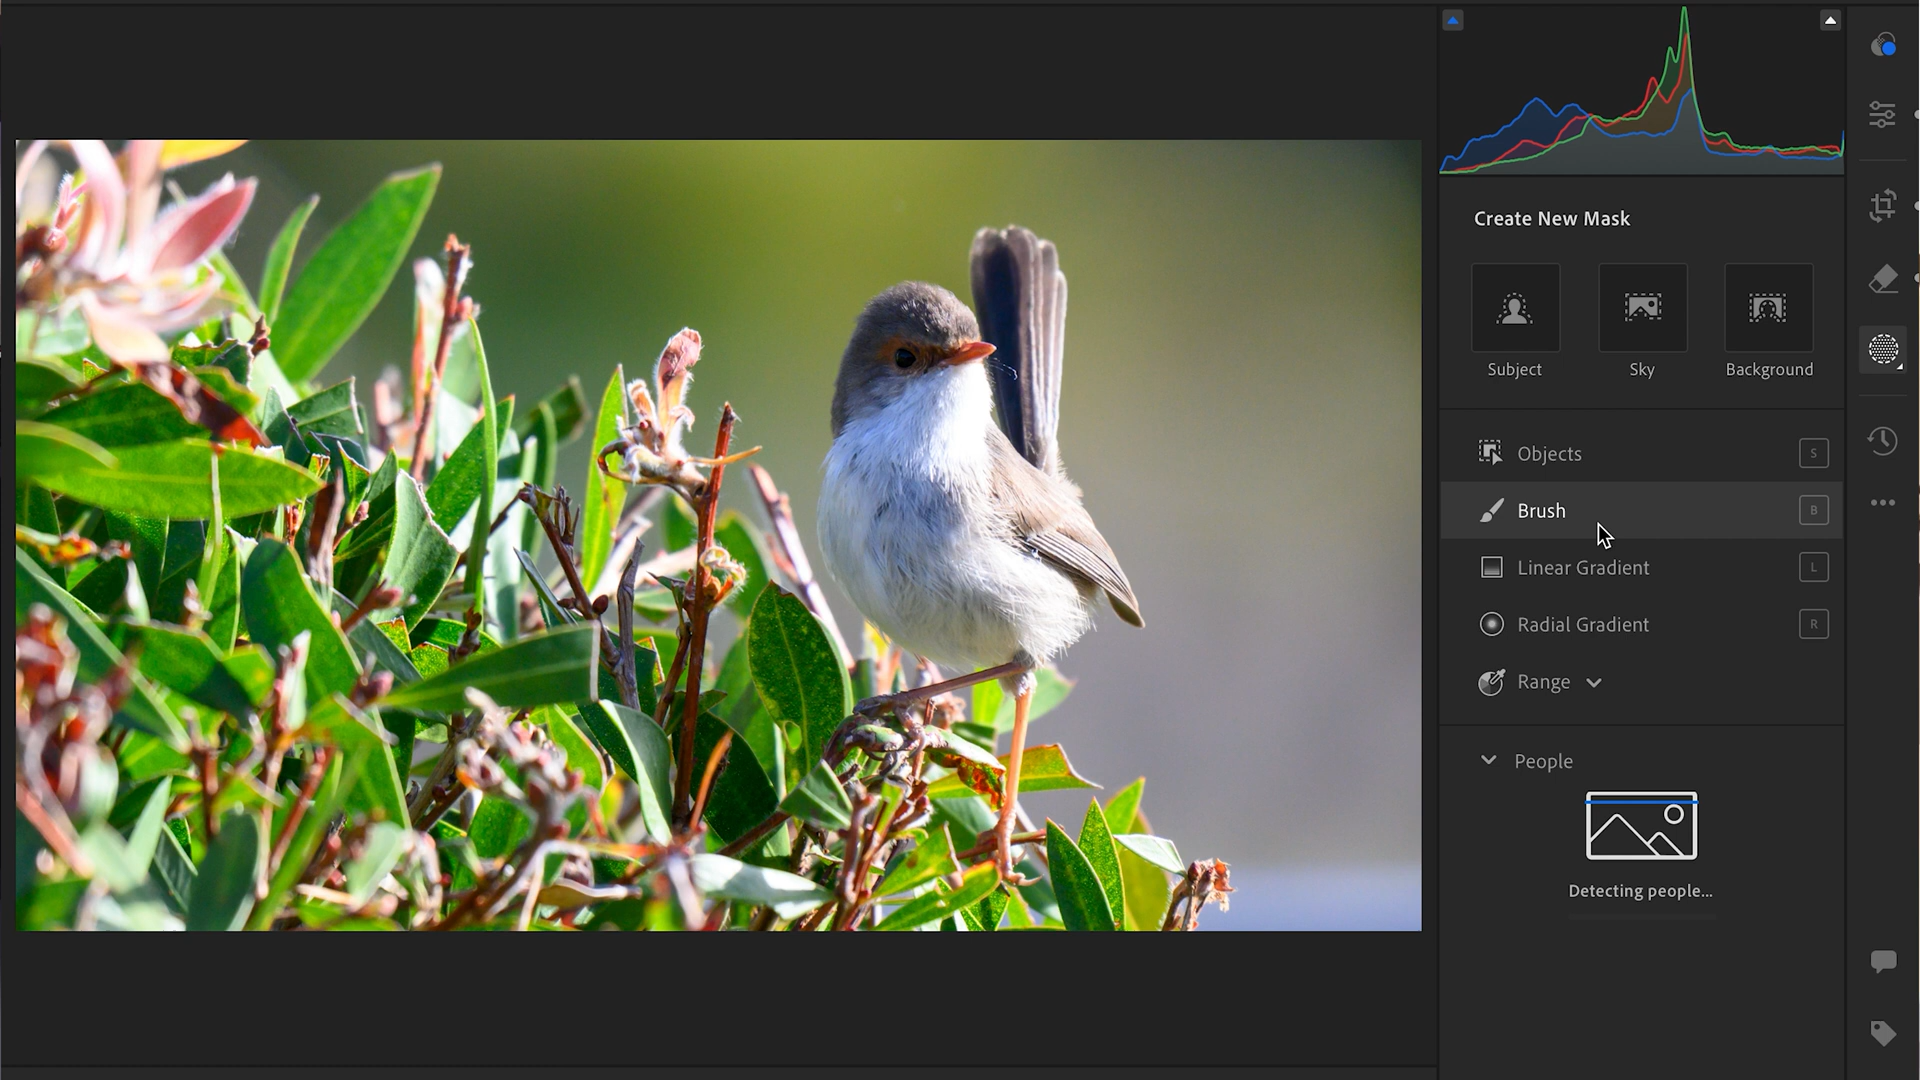 Create New Mask
Subject
Sky
Background
Objects
S
Brush
B
Linear Gradient
L
Radial Gradient
R
Range
People
Detecting people...